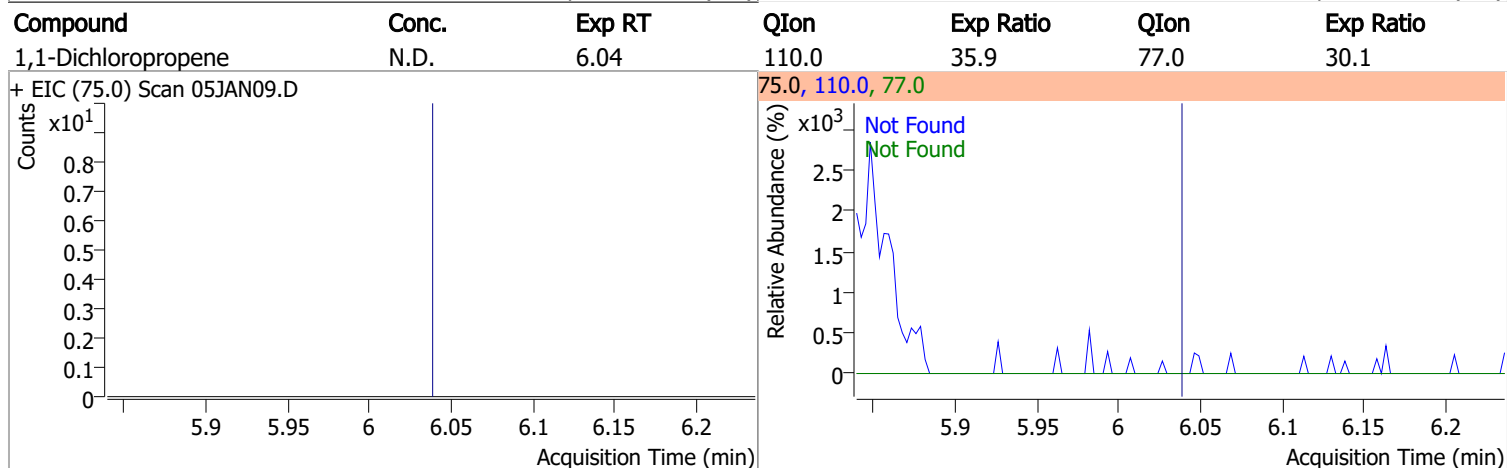 Compound Conc. Exp RT QIon Exp Ratio QIon Exp Ratio
1,1-Dichloropropene N.D. 6.04 110.0 35.9 77.0 30.1
+ EIC (75.0) Scan 05JAN09.D
Counts
x10^1
0.8
0.7
0.6
0.5
0.4
0.3
0.2
0.1
0
5.9 5.95 6 6.05 6.1 6.15 6.2
Acquisition Time (min)
75.0, 110.0, 77.0
Relative Abundance (%)
x10^3
Not Found
Not Found
2.5
2
1.5
1
0.5
0
5.9 5.95 6 6.05 6.1 6.15 6.2
Acquisition Time (min)